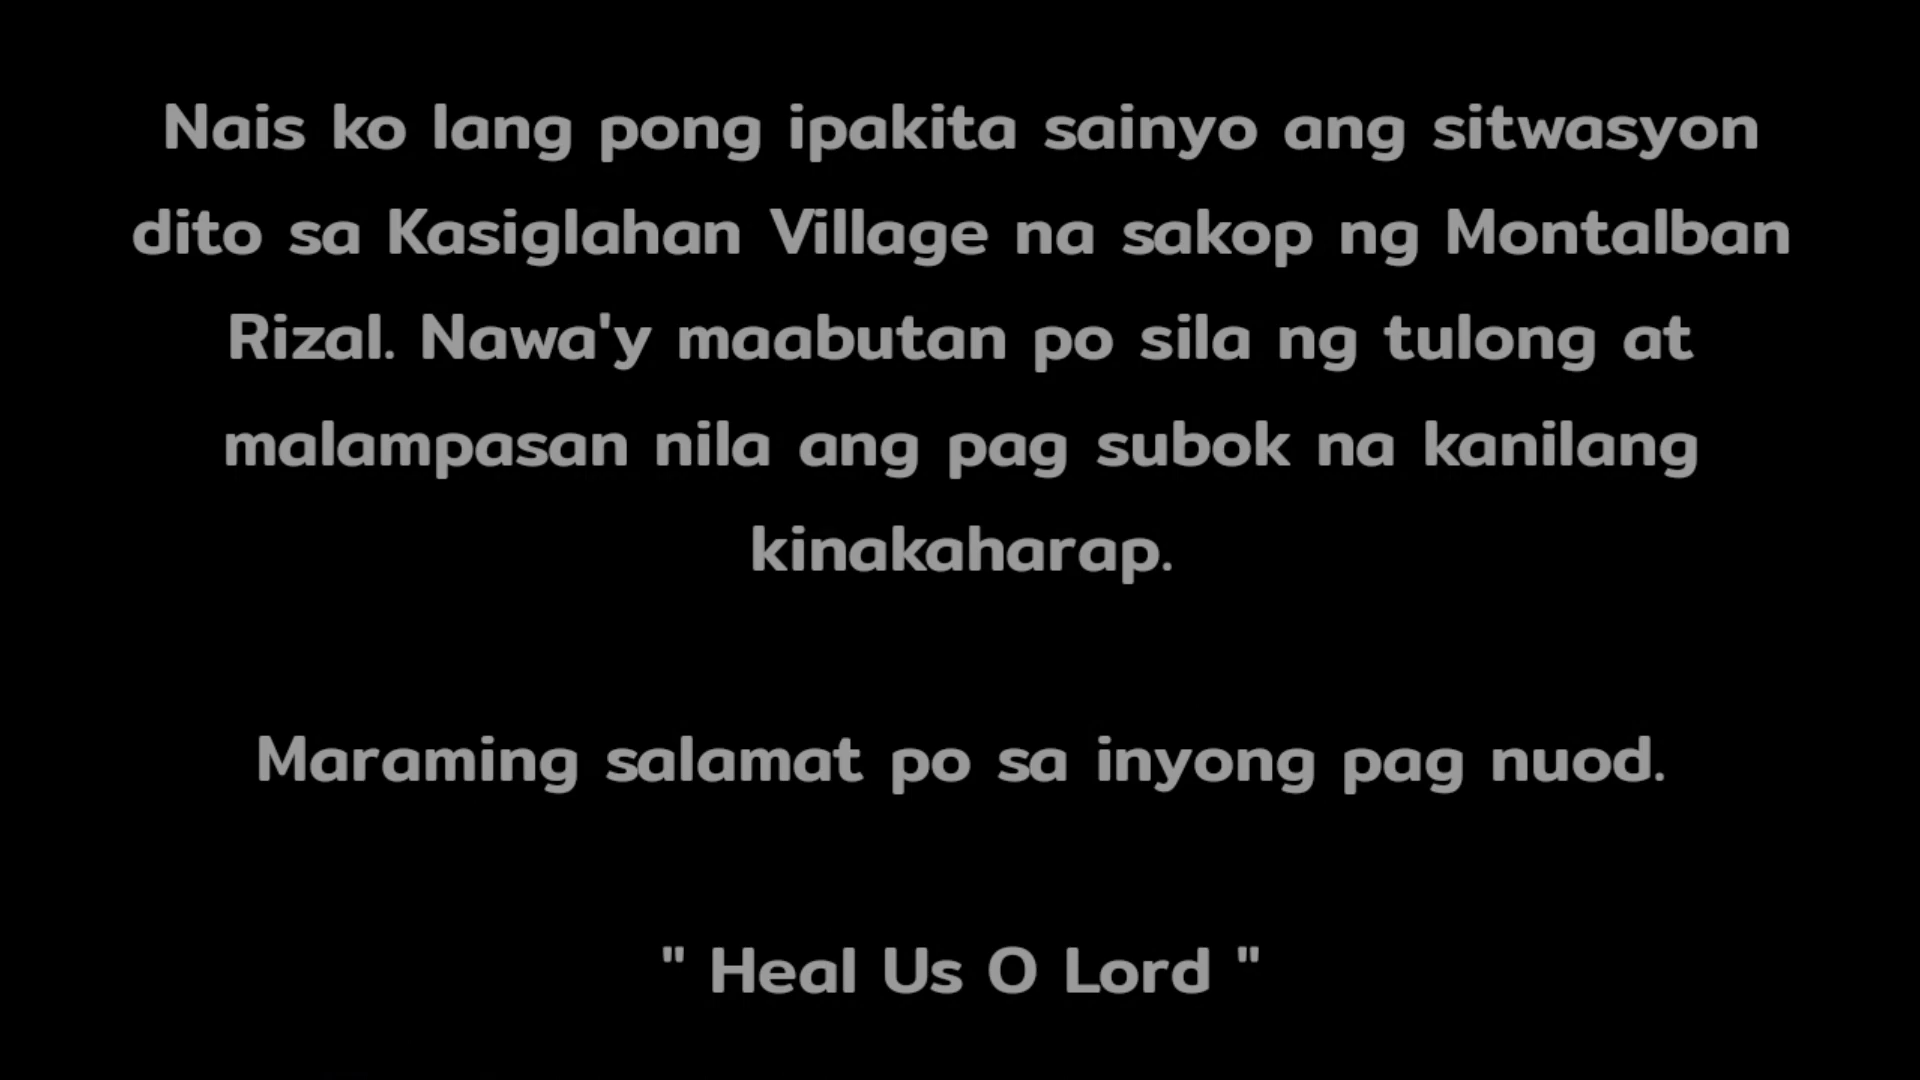 Nais ko lang pong ipakita sainyo ang sitwasyon
dito sa Kasiglahan Village na sakop ng Montalban
Rizal. Nawa'y maabutan po sila ng tulong at
malampasan nila ang pag subok na kanilang
kinakaharap.
Maraming salamat po sa inyong pag nuod.
" Heal Us O Lord "